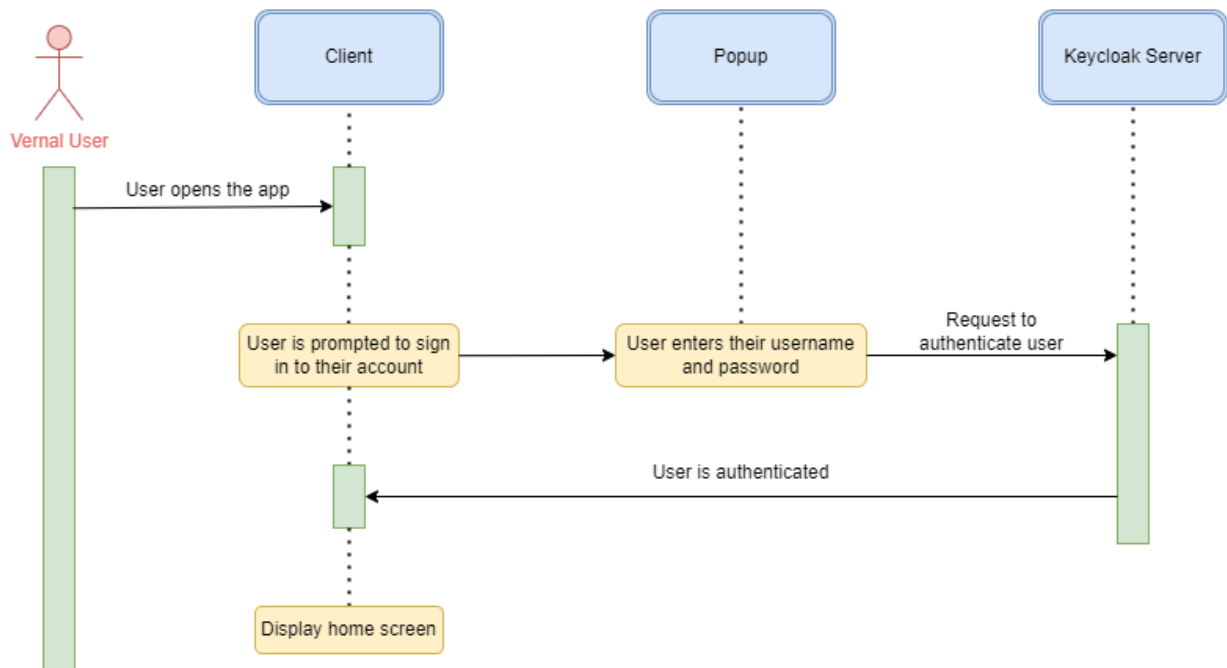 Client
Popup
Keycloak Server
Vernal User
User opens the app
User is prompted to sign
in to their account
User enters their username
and password
Request to
authenticate user
User is authenticated
Display home screen